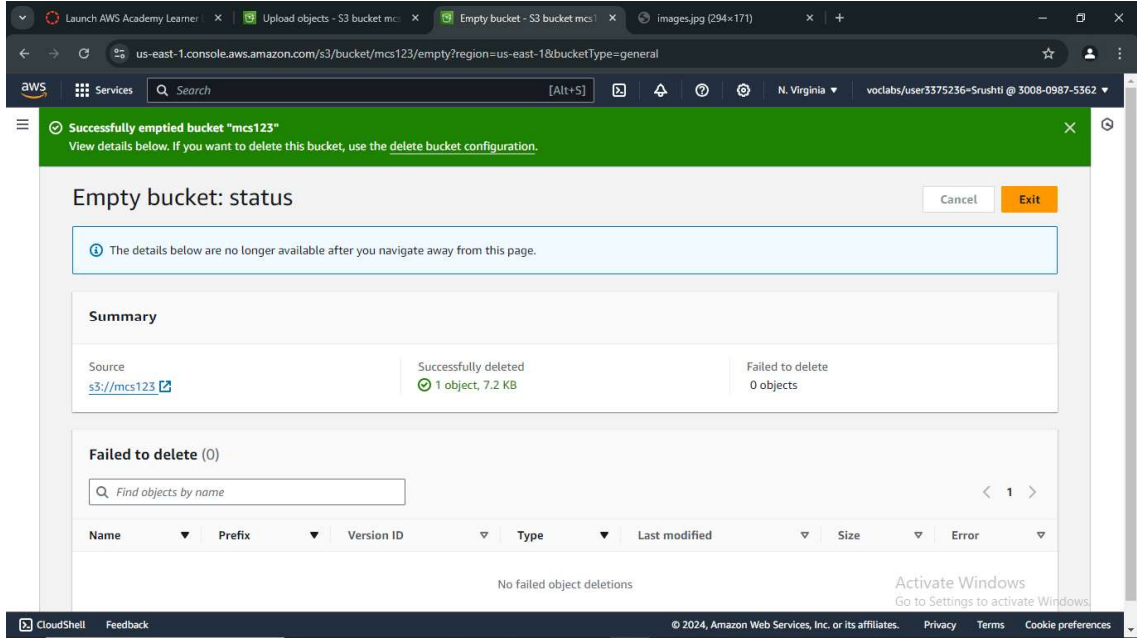 Launch AWS Academy Learner
Upload objects - S3 bucket mc
Empty bucket - S3 bucket mcs1
images.jpg (294×171)
us-east-1.console.aws.amazon.com/s3/bucket/mcs123/empty?region=us-east-1&bucketType=general
aws
Services
Search
[Alt+S]
N. Virginia
voclabs/user3375236=Srushti @ 3008-0987-5362
Successfully emptied bucket "mcs123"
View details below. If you want to delete this bucket, use the delete bucket configuration.
Empty bucket: status
Cancel
Exit
The details below are no longer available after you navigate away from this page.
Summary
Source
Successfully deleted
Failed to delete
s3://mcs123
1 object, 7.2 KB
0 objects
Failed to delete (0)
Find objects by name
1
Name Prefix Version ID Type Last modified Size Error
No failed object deletions
Activate Windows
Go to Settings to activate Windows.
CloudShell Feedback
© 2024, Amazon Web Services, Inc. or its affiliates. Privacy Terms Cookie preferences